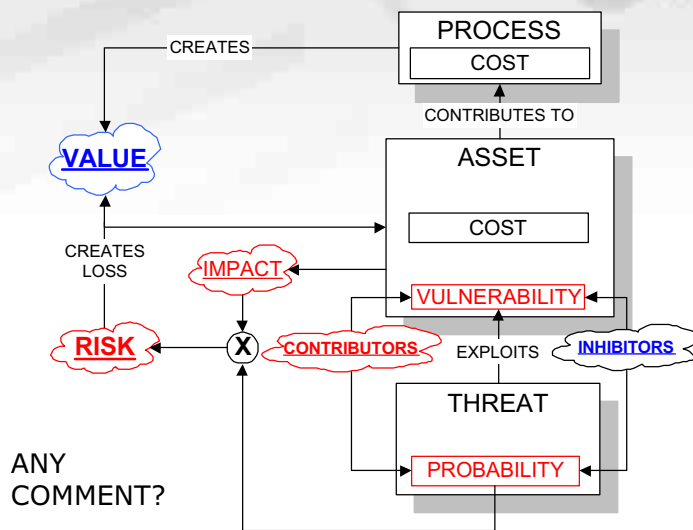 PROCESS
CREATES
COST
CONTRIBUTES TO
VALUE
ASSET
COST
CREATES
LOSS
IMPACT
VULNERABILITY
RISK
X
CONTRIBUTORS
EXPLOITS
INHIBITORS
THREAT
ANY
COMMENT?
PROBABILITY